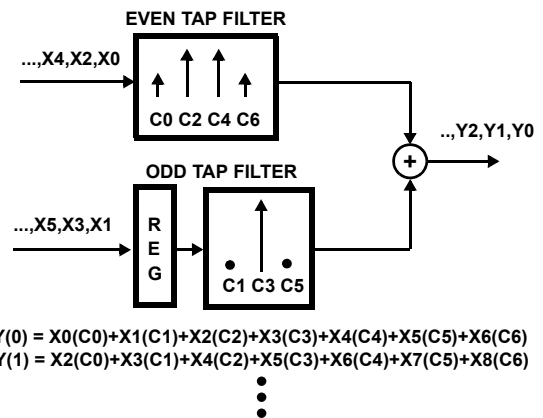 EVEN TAP FILTER
...,X4,X2,X0
C0 C2 C4 C6
..,Y2,Y1,Y0
+
ODD TAP FILTER
...,X5,X3,X1
R
E
G
C1 C3 C5
Y(0) = X0(C0)+X1(C1)+X2(C2)+X3(C3)+X4(C4)+X5(C5)+X6(C6)
Y(1) = X2(C0)+X3(C1)+X4(C2)+X5(C3)+X6(C4)+X7(C5)+X8(C6)